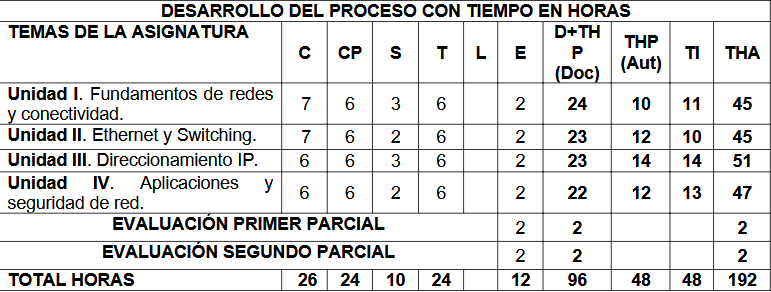 DESARROLLO DEL PROCESO CON TIEMPO EN HORAS
TEMAS DE LA ASIGNATURA C CP S T L E D+TH P (Doc) THP (Aut) TI THA
Unidad I. Fundamentos de redes y conectividad. 7 6 3 6 2 24 10 11 45
Unidad II. Ethernet y Switching. 7 6 2 6 2 23 12 10 45
Unidad III. Direccionamiento IP. 6 6 3 6 2 23 14 14 51
Unidad IV. Aplicaciones y seguridad de red. 6 6 2 6 2 22 12 13 47
EVALUACIÓN PRIMER PARCIAL 2 2 2
EVALUACIÓN SEGUNDO PARCIAL 2 2 2
TOTAL HORAS 26 24 10 24 12 96 48 48 192